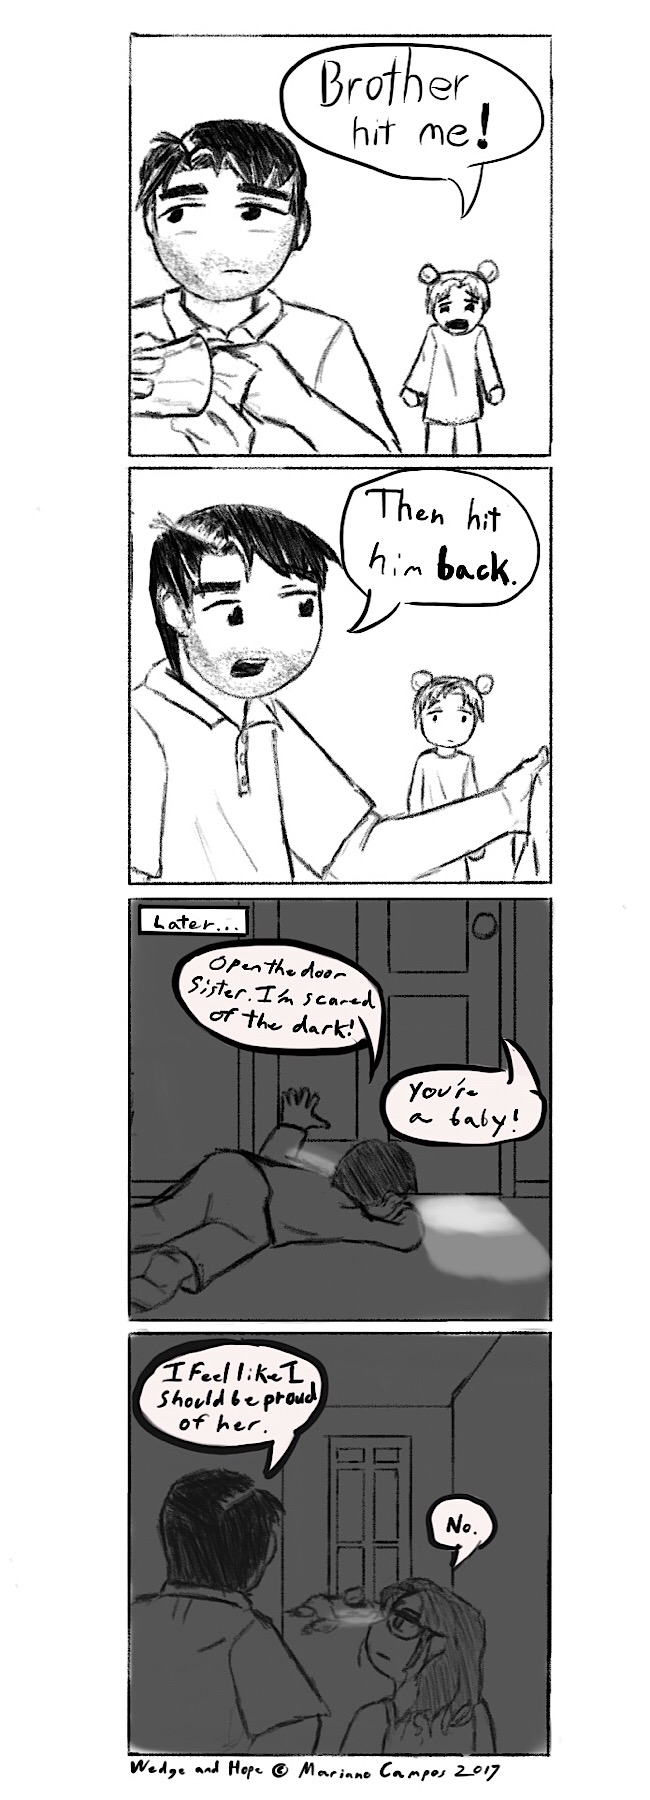 Brother
hit me!
Then hit
him back.
Later...
Open the door
Sister. I'm scared
of the dark!
You're
a baby!
I feel like I
should be proud
of her.
No.
Wedge and Hope © Mariano Campos 2017